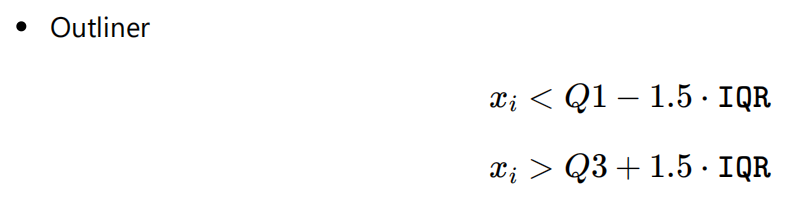 • Outliner
xᵢ < Q1 − 1.5 · IQR
xᵢ > Q3 + 1.5 · IQR